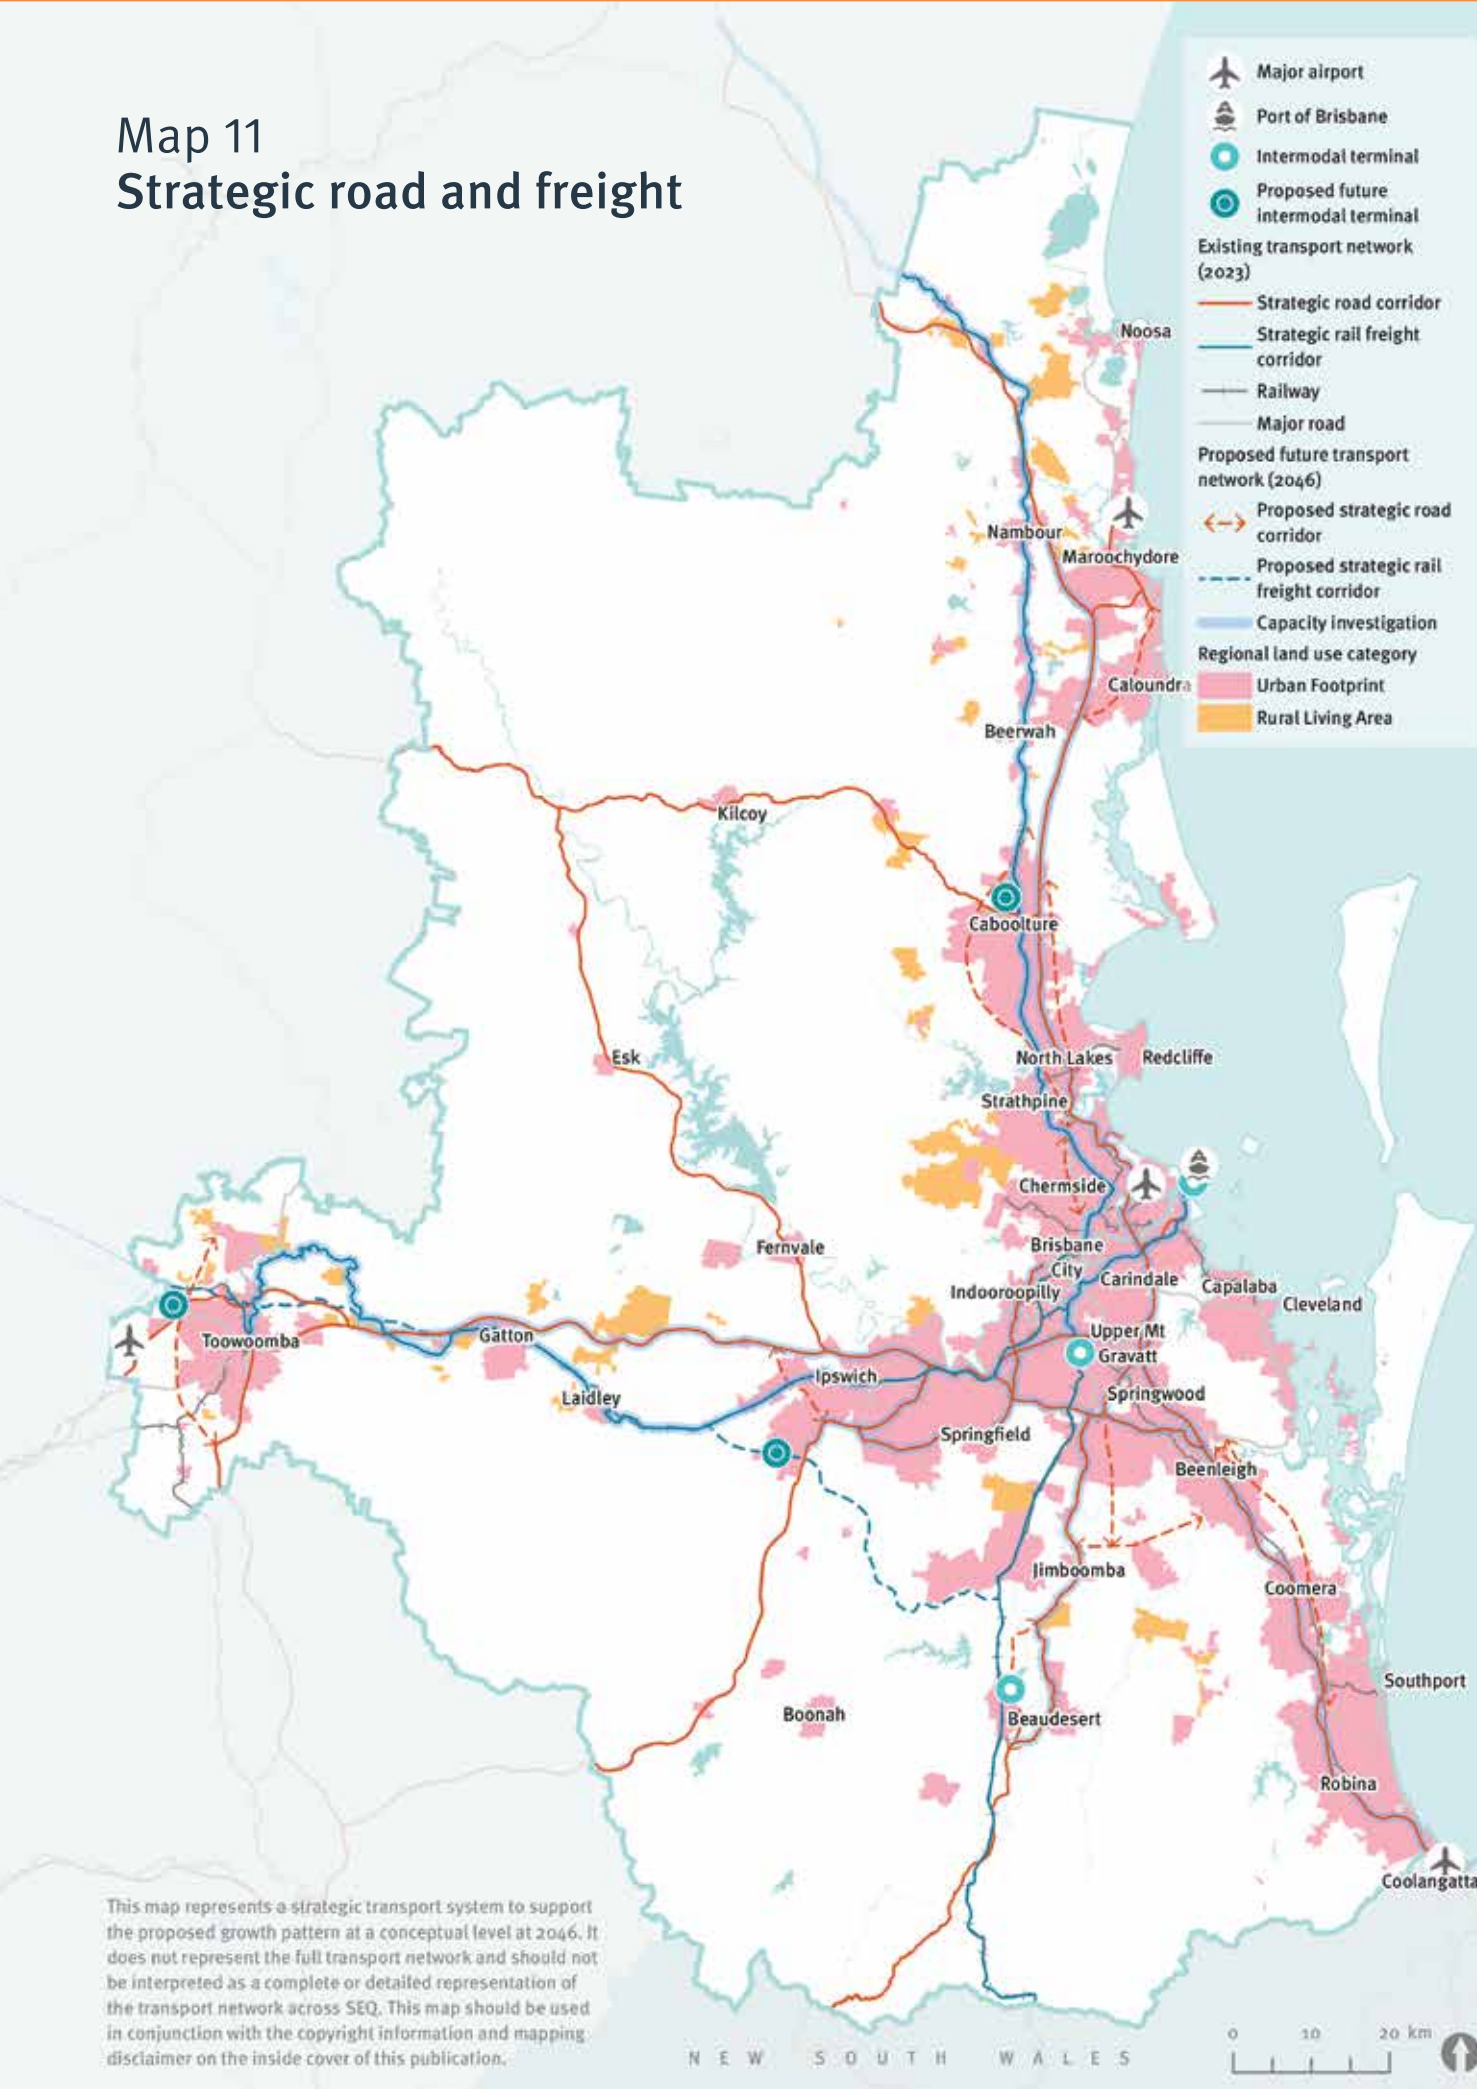 Map 11
Strategic road and freight
Major airport
Port of Brisbane
Intermodal terminal
Proposed future
intermodal terminal
Existing transport network
(2023)
Strategic road corridor
Strategic rail freight
corridor
Railway
Major road
Proposed future transport
network (2046)
Proposed strategic road
corridor
Proposed strategic rail
freight corridor
Capacity investigation
Regional land use category
Urban Footprint
Rural Living Area
Noosa
Nambour
Maroochydore
Caloundra
Beerwah
Kilcoy
Caboolture
Esk
North Lakes
Redcliffe
Strathpine
Chermside
Fernvale
Brisbane
City
Indooroopilly
Carindale
Capalaba
Cleveland
Toowoomba
Gatton
Upper Mt
Gravatt
Ipswich
Laidley
Springwood
Springfield
Beenleigh
Jimboomba
Coomera
Southport
Boonah
Beaudesert
Robina
Coolangatta
This map represents a strategic transport system to support
the proposed growth pattern at a conceptual level at 2046. It
does not represent the full transport network and should not
be interpreted as a complete or detailed representation of
the transport network across SEQ. This map should be used
in conjunction with the copyright information and mapping
disclaimer on the inside cover of this publication.
NEW SOUTH WALES
0 10 20 km